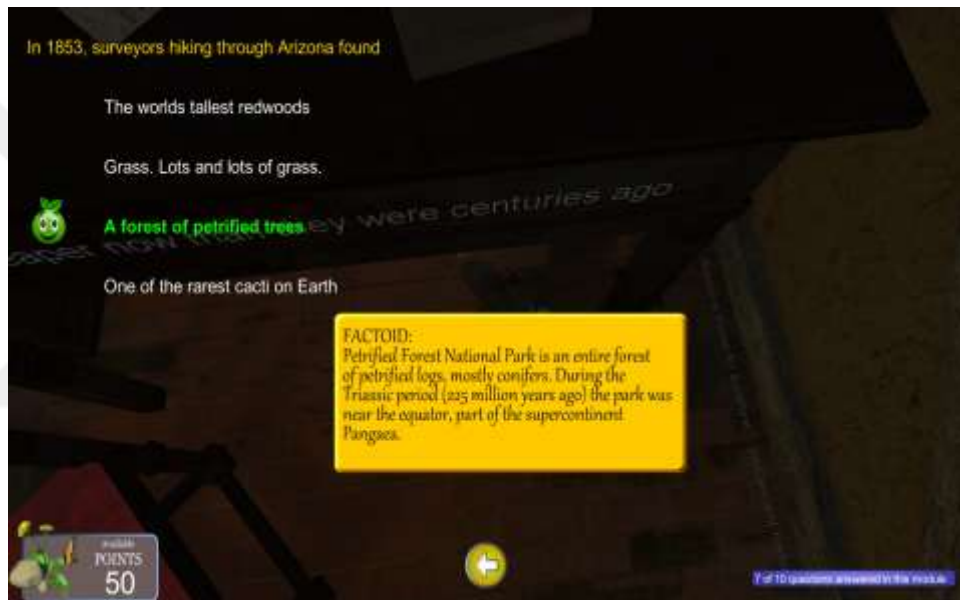 In 1853, surveyors hiking through Arizona found
The worlds tallest redwoods
Grass. Lots and lots of grass.
A forest of petrified trees
ey were centuries ago
One of the rarest cacti on Earth
FACTOID:
Petrified Forest National Park is an entire forest
of petrified logs, mostly conifers. During the
Triassic period (225 million years ago) the park was
near the equator, part of the supercontinent
Pangaea.
available
POINTS
50
7 of 10 questions answered in this module